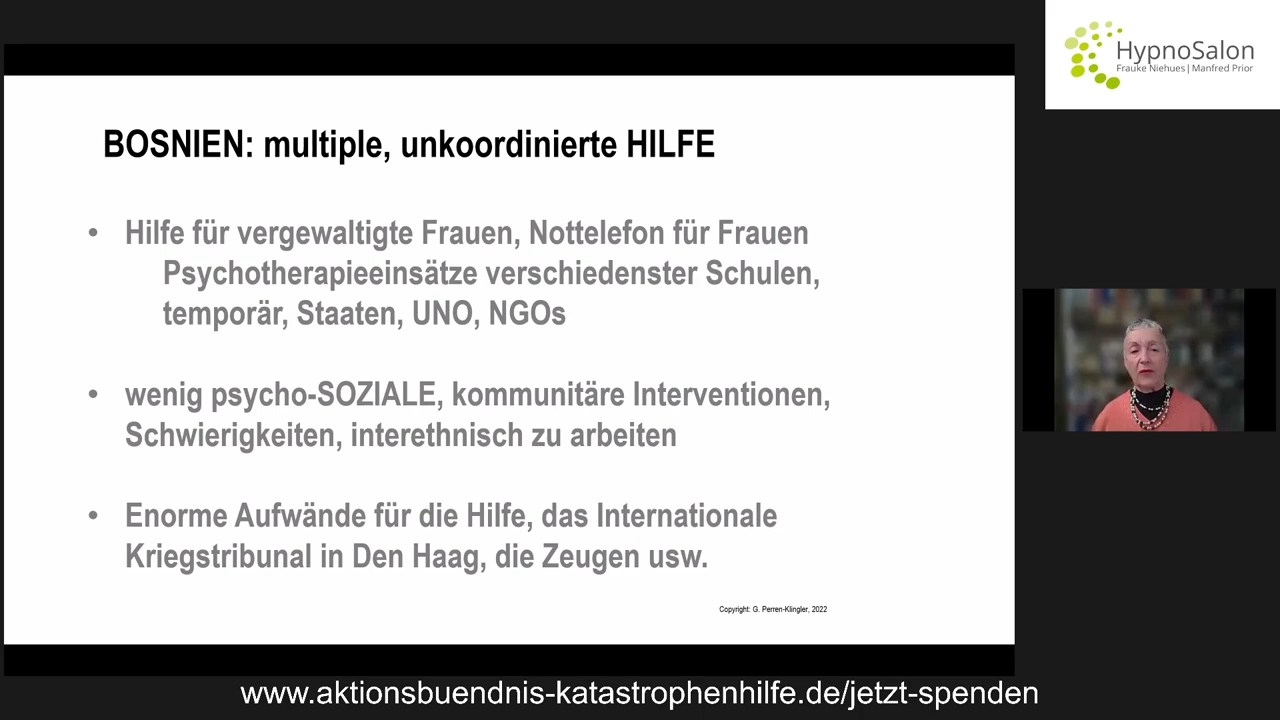 BOSNIEN: multiple, unkoordinierte HILFE
• Hilfe für vergewaltigte Frauen, Nottelefon für Frauen
Psychotherapieeinsätze verschiedenster Schulen,
temporär, Staaten, UNO, NGOs
• wenig psycho-SOZIALE, kommunitäre Interventionen,
Schwierigkeiten, interethnisch zu arbeiten
• Enorme Aufwände für die Hilfe, das Internationale
Kriegstribunal in Den Haag, die Zeugen usw.
Copyright: G. Perren-Klingler, 2022
HypnoSalon
Frauke Niehues | Manfred Prior
www.aktionsbuendnis-katastrophenhilfe.de/jetzt-spenden